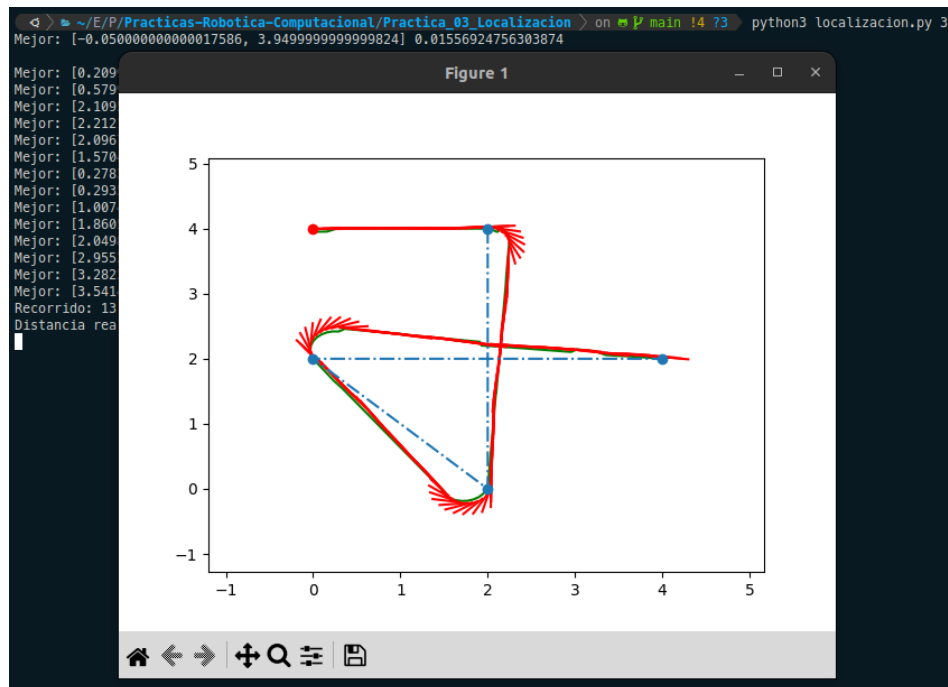 ~/E/P/Practicas-Robotica-Computacional/Practica_03_Localizacion on main !4 ?3 python3 localizacion.py 3
Mejor: [-0.050000000000017586, 3.9499999999999824] 0.01556924756303874
Mejor: [0.209
Mejor: [0.579
Mejor: [2.109
Mejor: [2.212
Mejor: [2.096
Mejor: [1.570
Mejor: [0.278
Mejor: [0.293
Mejor: [1.007
Mejor: [1.860
Mejor: [2.049
Mejor: [2.955
Mejor: [3.282
Mejor: [3.541
Recorrido: 13
Distancia rea
Figure 1
5
4
3
2
1
0
−1
−1 0 1 2 3 4 5